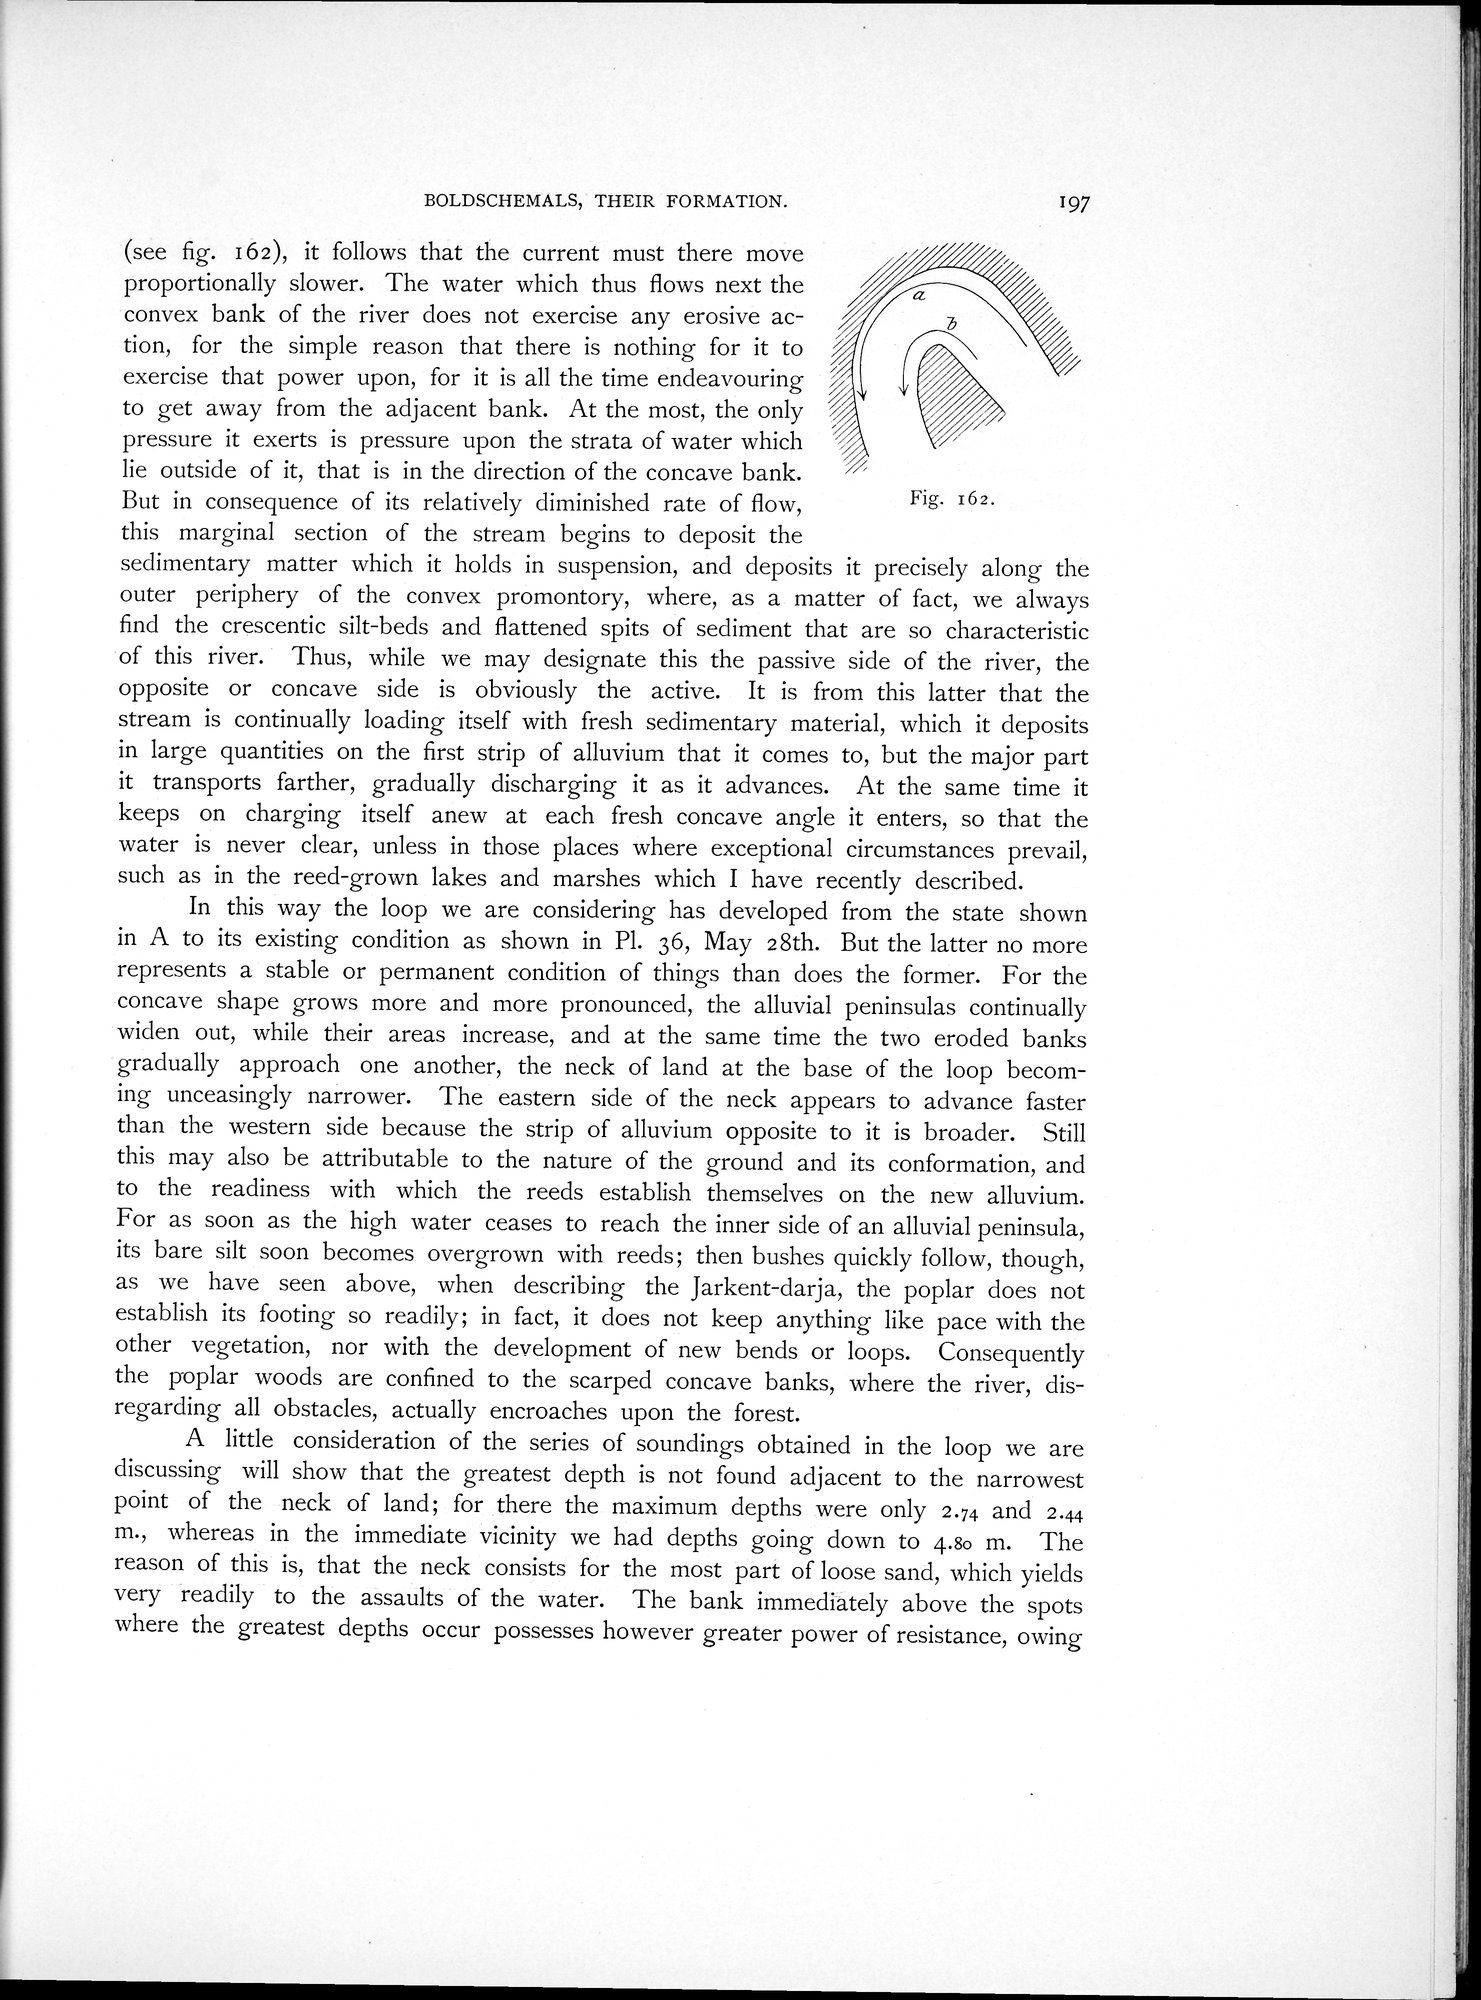 BOLDSCHEMALS, THEIR FORMATION. 197
(see fig. 162), it follows that the current must there move
proportionally slower. The water which thus flows next the
convex bank of the river does not exercise any erosive ac-
tion, for the simple reason that there is nothing for it to
exercise that power upon, for it is all the time endeavouring
to get away from the adjacent bank. At the most, the only
pressure it exerts is pressure upon the strata of water which
lie outside of it, that is in the direction of the concave bank.
But in consequence of its relatively diminished rate of flow,
this marginal section of the stream begins to deposit the
a
b
Fig. 162.
sedimentary matter which it holds in suspension, and deposits it precisely along the
outer periphery of the convex promontory, where, as a matter of fact, we always
find the crescentic silt-beds and flattened spits of sediment that are so characteristic
of this river. Thus, while we may designate this the passive side of the river, the
opposite or concave side is obviously the active. It is from this latter that the
stream is continually loading itself with fresh sedimentary material, which it deposits
in large quantities on the first strip of alluvium that it comes to, but the major part
it transports farther, gradually discharging it as it advances. At the same time it
keeps on charging itself anew at each fresh concave angle it enters, so that the
water is never clear, unless in those places where exceptional circumstances prevail,
such as in the reed-grown lakes and marshes which I have recently described.
In this way the loop we are considering has developed from the state shown
in A to its existing condition as shown in Pl. 36, May 28th. But the latter no more
represents a stable or permanent condition of things than does the former. For the
concave shape grows more and more pronounced, the alluvial peninsulas continually
widen out, while their areas increase, and at the same time the two eroded banks
gradually approach one another, the neck of land at the base of the loop becom-
ing unceasingly narrower. The eastern side of the neck appears to advance faster
than the western side because the strip of alluvium opposite to it is broader. Still
this may also be attributable to the nature of the ground and its conformation, and
to the readiness with which the reeds establish themselves on the new alluvium.
For as soon as the high water ceases to reach the inner side of an alluvial peninsula,
its bare silt soon becomes overgrown with reeds; then bushes quickly follow, though,
as we have seen above, when describing the Jarkent-darja, the poplar does not
establish its footing so readily; in fact, it does not keep anything like pace with the
other vegetation, nor with the development of new bends or loops. Consequently
the poplar woods are confined to the scarped concave banks, where the river, dis-
regarding all obstacles, actually encroaches upon the forest.
A little consideration of the series of soundings obtained in the loop we are
discussing will show that the greatest depth is not found adjacent to the narrowest
point of the neck of land; for there the maximum depths were only 2.74 and 2.44
m., whereas in the immediate vicinity we had depths going down to 4.80 m. The
reason of this is, that the neck consists for the most part of loose sand, which yields
very readily to the assaults of the water. The bank immediately above the spots
where the greatest depths occur possesses however greater power of resistance, owing